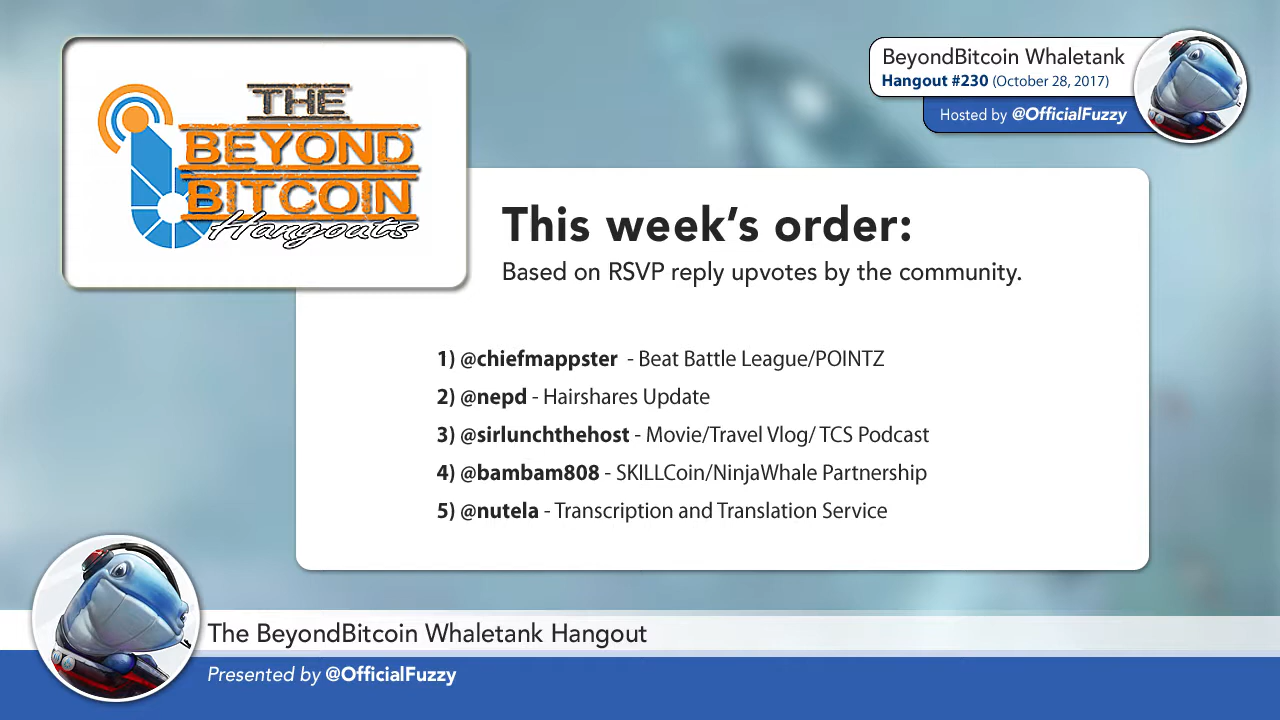 THE
BEYOND
BITCOIN
Hangouts
BeyondBitcoin Whaletank
Hangout #230 (October 28, 2017)
Hosted by @OfficialFuzzy
This week's order:
Based on RSVP reply upvotes by the community.
1) @chiefmappster - Beat Battle League/POINTZ
2) @nepd - Hairshares Update
3) @sirlunchthehost - Movie/Travel Vlog/ TCS Podcast
4) @bambam808 - SKILLCoin/NinjaWhale Partnership
5) @nutela - Transcription and Translation Service
The BeyondBitcoin Whaletank Hangout
Presented by @OfficialFuzzy